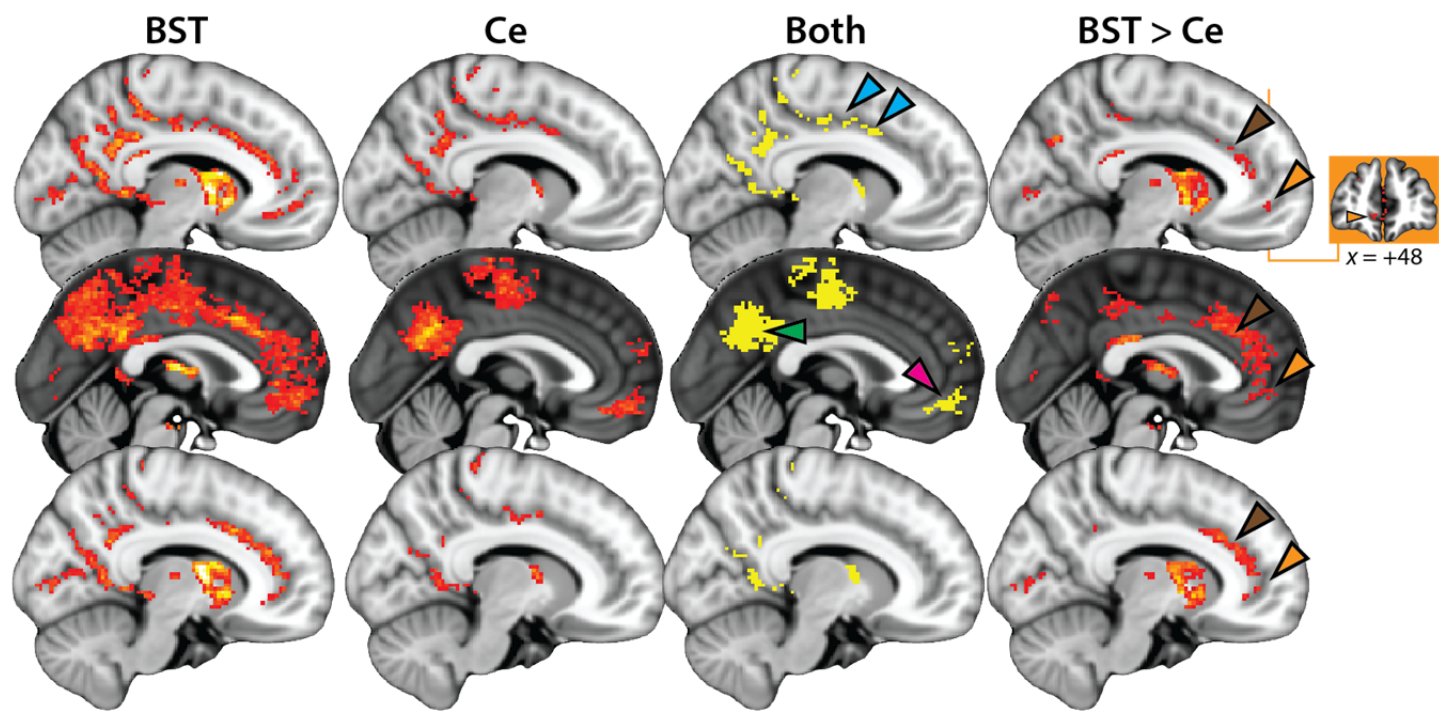 BST
Ce
Both
BST > Ce
x = +48